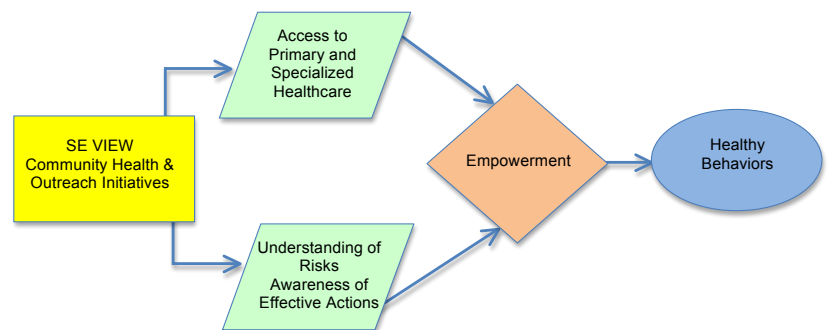 Access to
Primary and
Specialized
Healthcare
SE VIEW
Community Health &
Outreach Initiatives
Empowerment
Healthy
Behaviors
Understanding of
Risks
Awareness of
Effective Actions